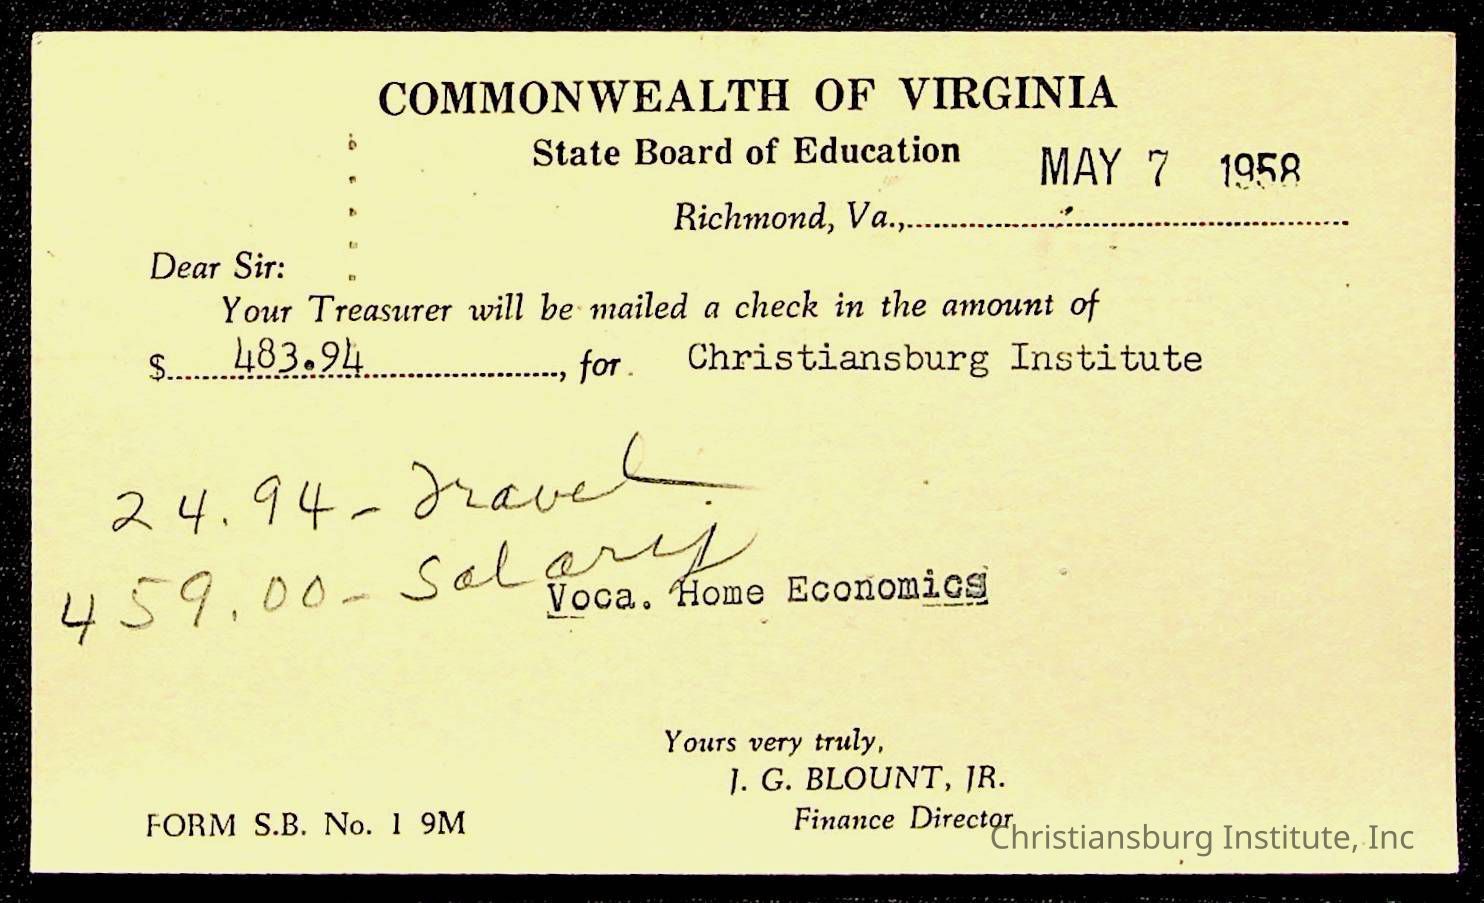 COMMONWEALTH OF VIRGINIA
State Board of Education
MAY 7 1958
Richmond, Va.,
Dear Sir:
Your Treasurer will be mailed a check in the amount of
$ 483.94, for Christiansburg Institute
24.94 - Travel
459.00 - Salary
Voca. Home Economics
Yours very truly,
J. G. BLOUNT, JR.
Finance Director
FORM S.B. No. 1 9M
Christiansburg Institute, Inc